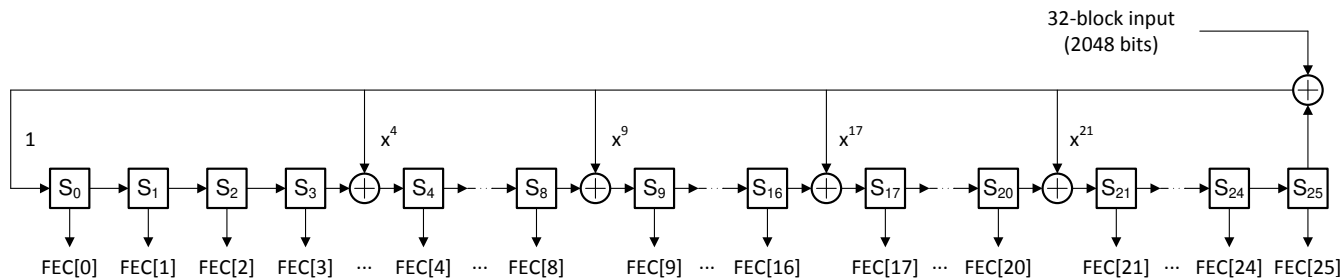 32-block input
(2048 bits)
1 x⁴ x⁹ x¹⁷ x²¹
S₀ S₁ S₂ S₃ S₄ ··· S₈ S₉ ··· S₁₆ S₁₇ ··· S₂₀ S₂₁ ··· S₂₄ S₂₅
FEC[0] FEC[1] FEC[2] FEC[3] ··· FEC[4] ··· FEC[8] FEC[9] ··· FEC[16] FEC[17] ··· FEC[20] FEC[21] ··· FEC[24] FEC[25]